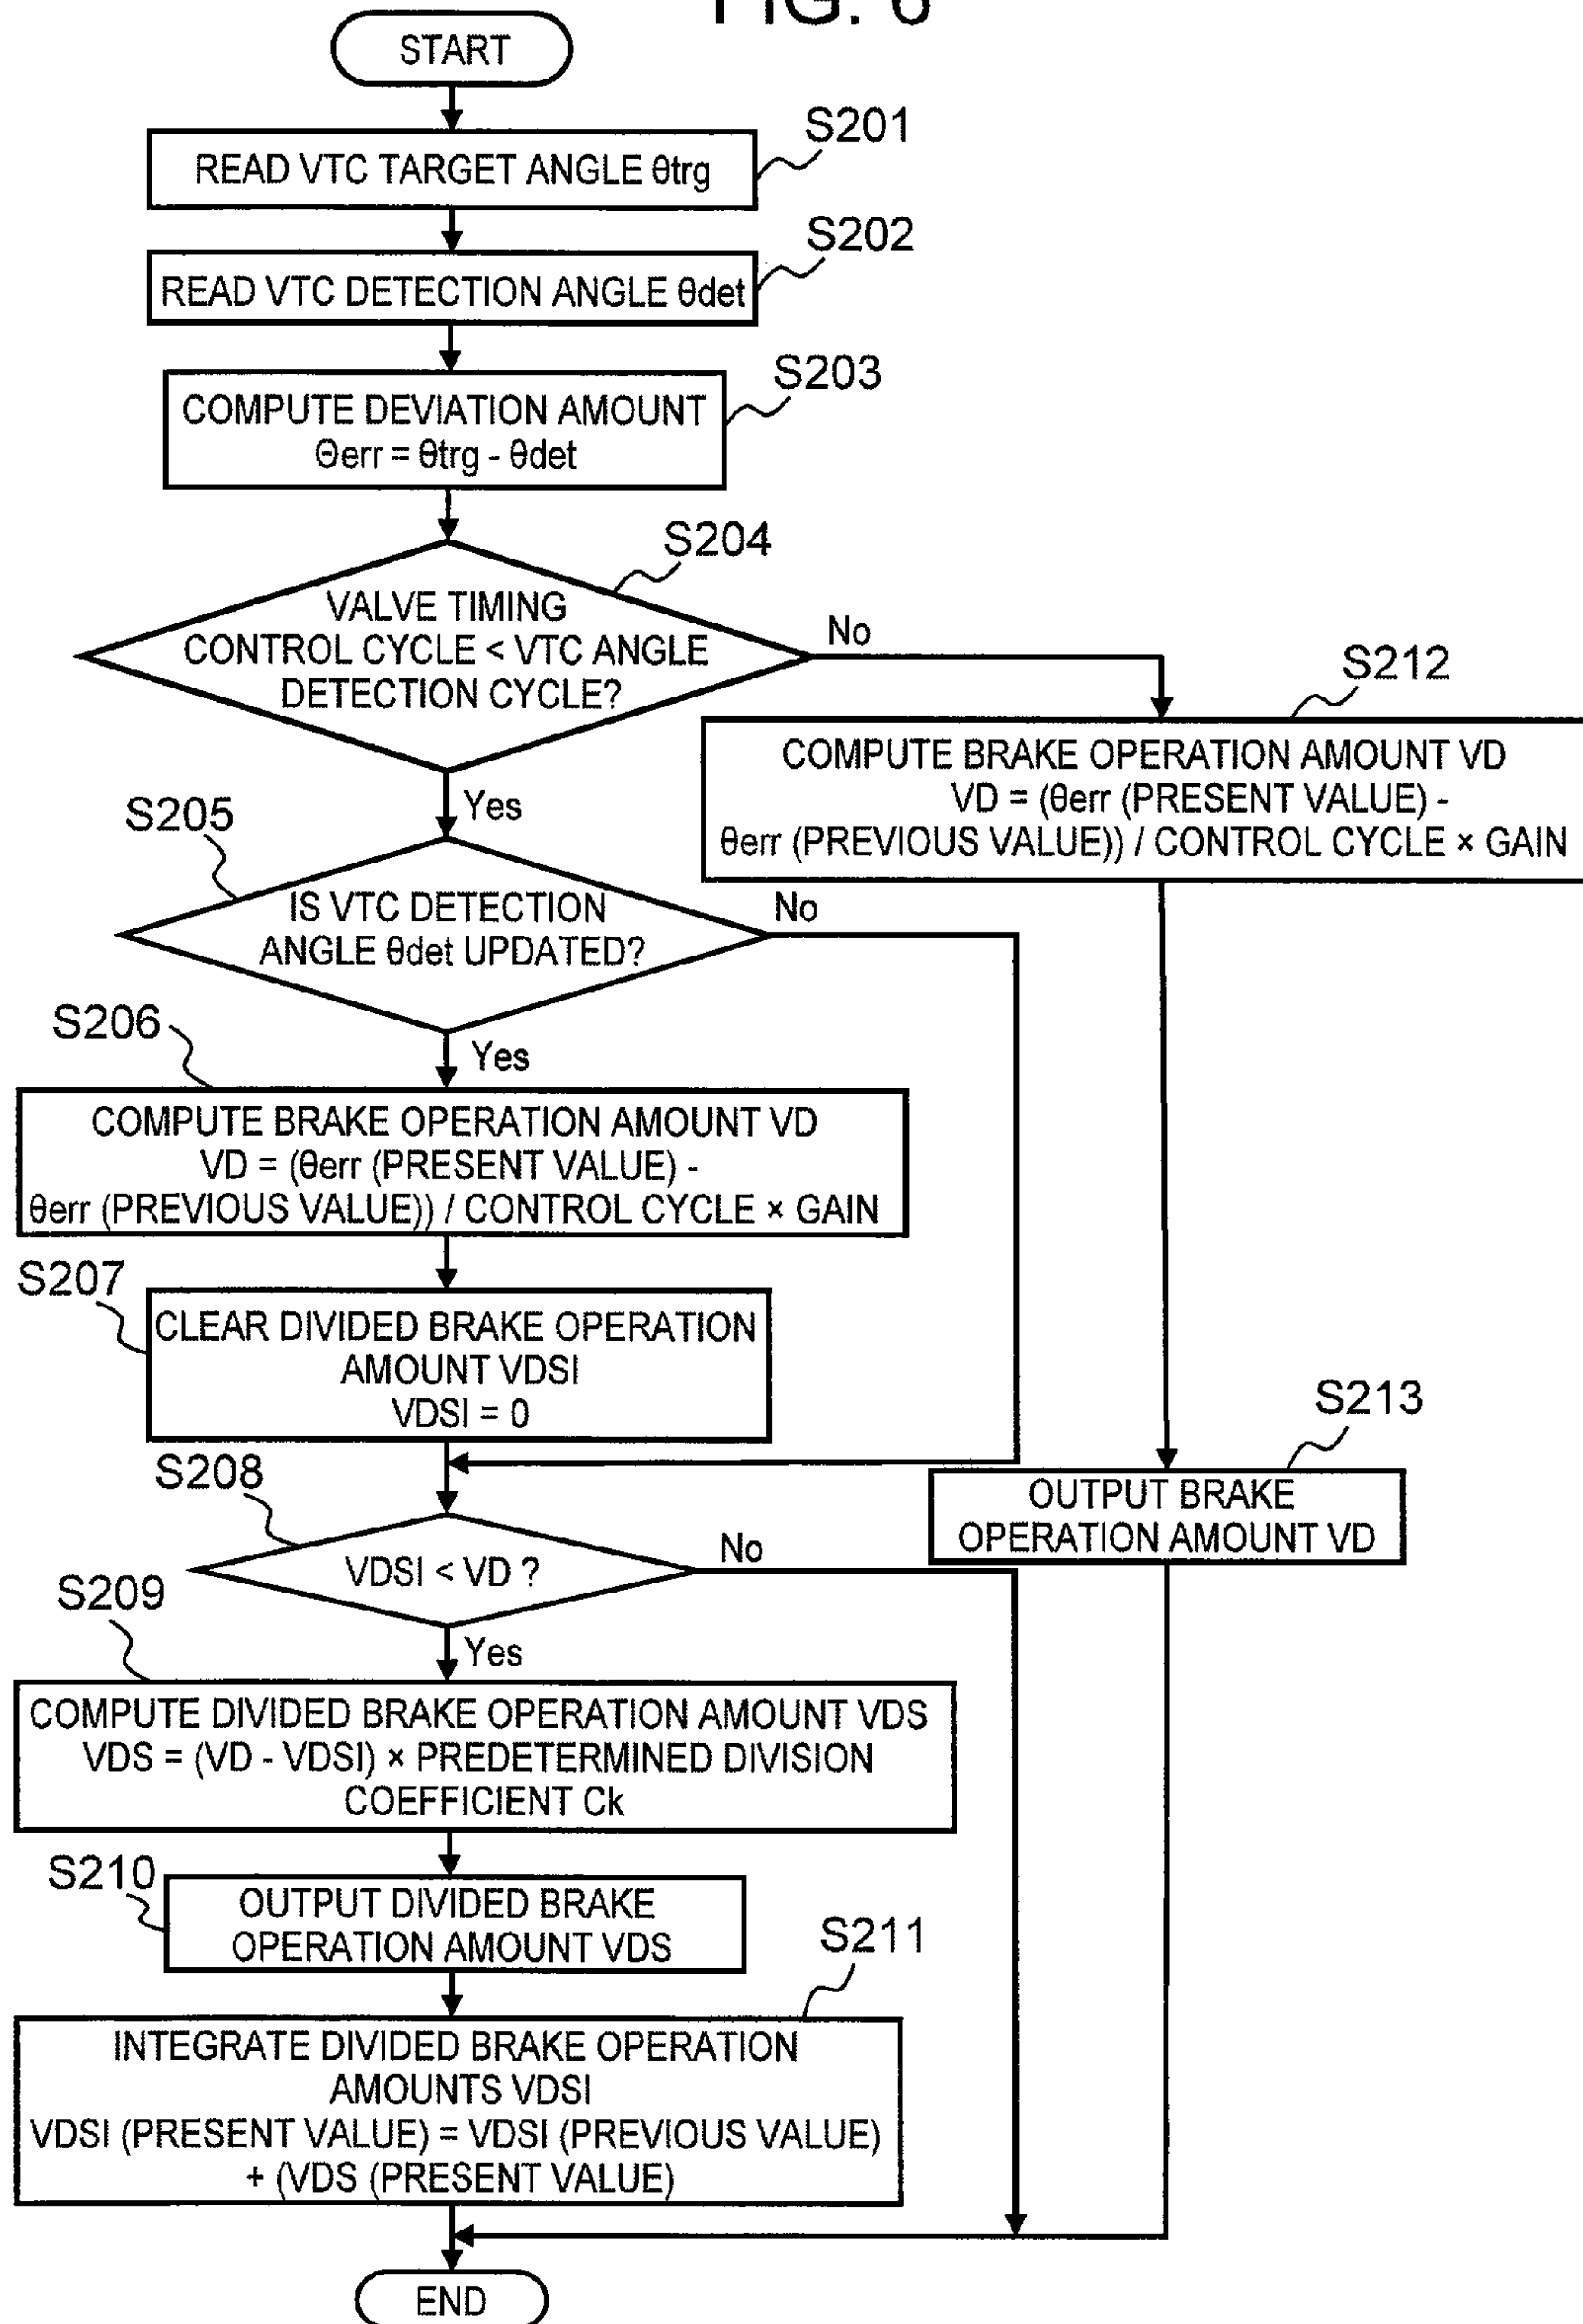 FIG. 6
START
S201
READ VTC TARGET ANGLE θtrg
S202
READ VTC DETECTION ANGLE θdet
S203
COMPUTE DEVIATION AMOUNT
Θerr = θtrg - θdet
S204
VALVE TIMING
CONTROL CYCLE < VTC ANGLE
DETECTION CYCLE?
No
Yes
S212
COMPUTE BRAKE OPERATION AMOUNT VD
VD = (θerr (PRESENT VALUE) -
θerr (PREVIOUS VALUE)) / CONTROL CYCLE × GAIN
S205
IS VTC DETECTION
ANGLE θdet UPDATED?
No
Yes
S206
COMPUTE BRAKE OPERATION AMOUNT VD
VD = (θerr (PRESENT VALUE) -
θerr (PREVIOUS VALUE)) / CONTROL CYCLE × GAIN
S207
CLEAR DIVIDED BRAKE OPERATION
AMOUNT VDSI
VDSI = 0
S213
OUTPUT BRAKE
OPERATION AMOUNT VD
S208
VDSI < VD ?
No
Yes
S209
COMPUTE DIVIDED BRAKE OPERATION AMOUNT VDS
VDS = (VD - VDSI) × PREDETERMINED DIVISION
COEFFICIENT Ck
S210
OUTPUT DIVIDED BRAKE
OPERATION AMOUNT VDS
S211
INTEGRATE DIVIDED BRAKE OPERATION
AMOUNTS VDSI
VDSI (PRESENT VALUE) = VDSI (PREVIOUS VALUE)
+ (VDS (PRESENT VALUE)
END